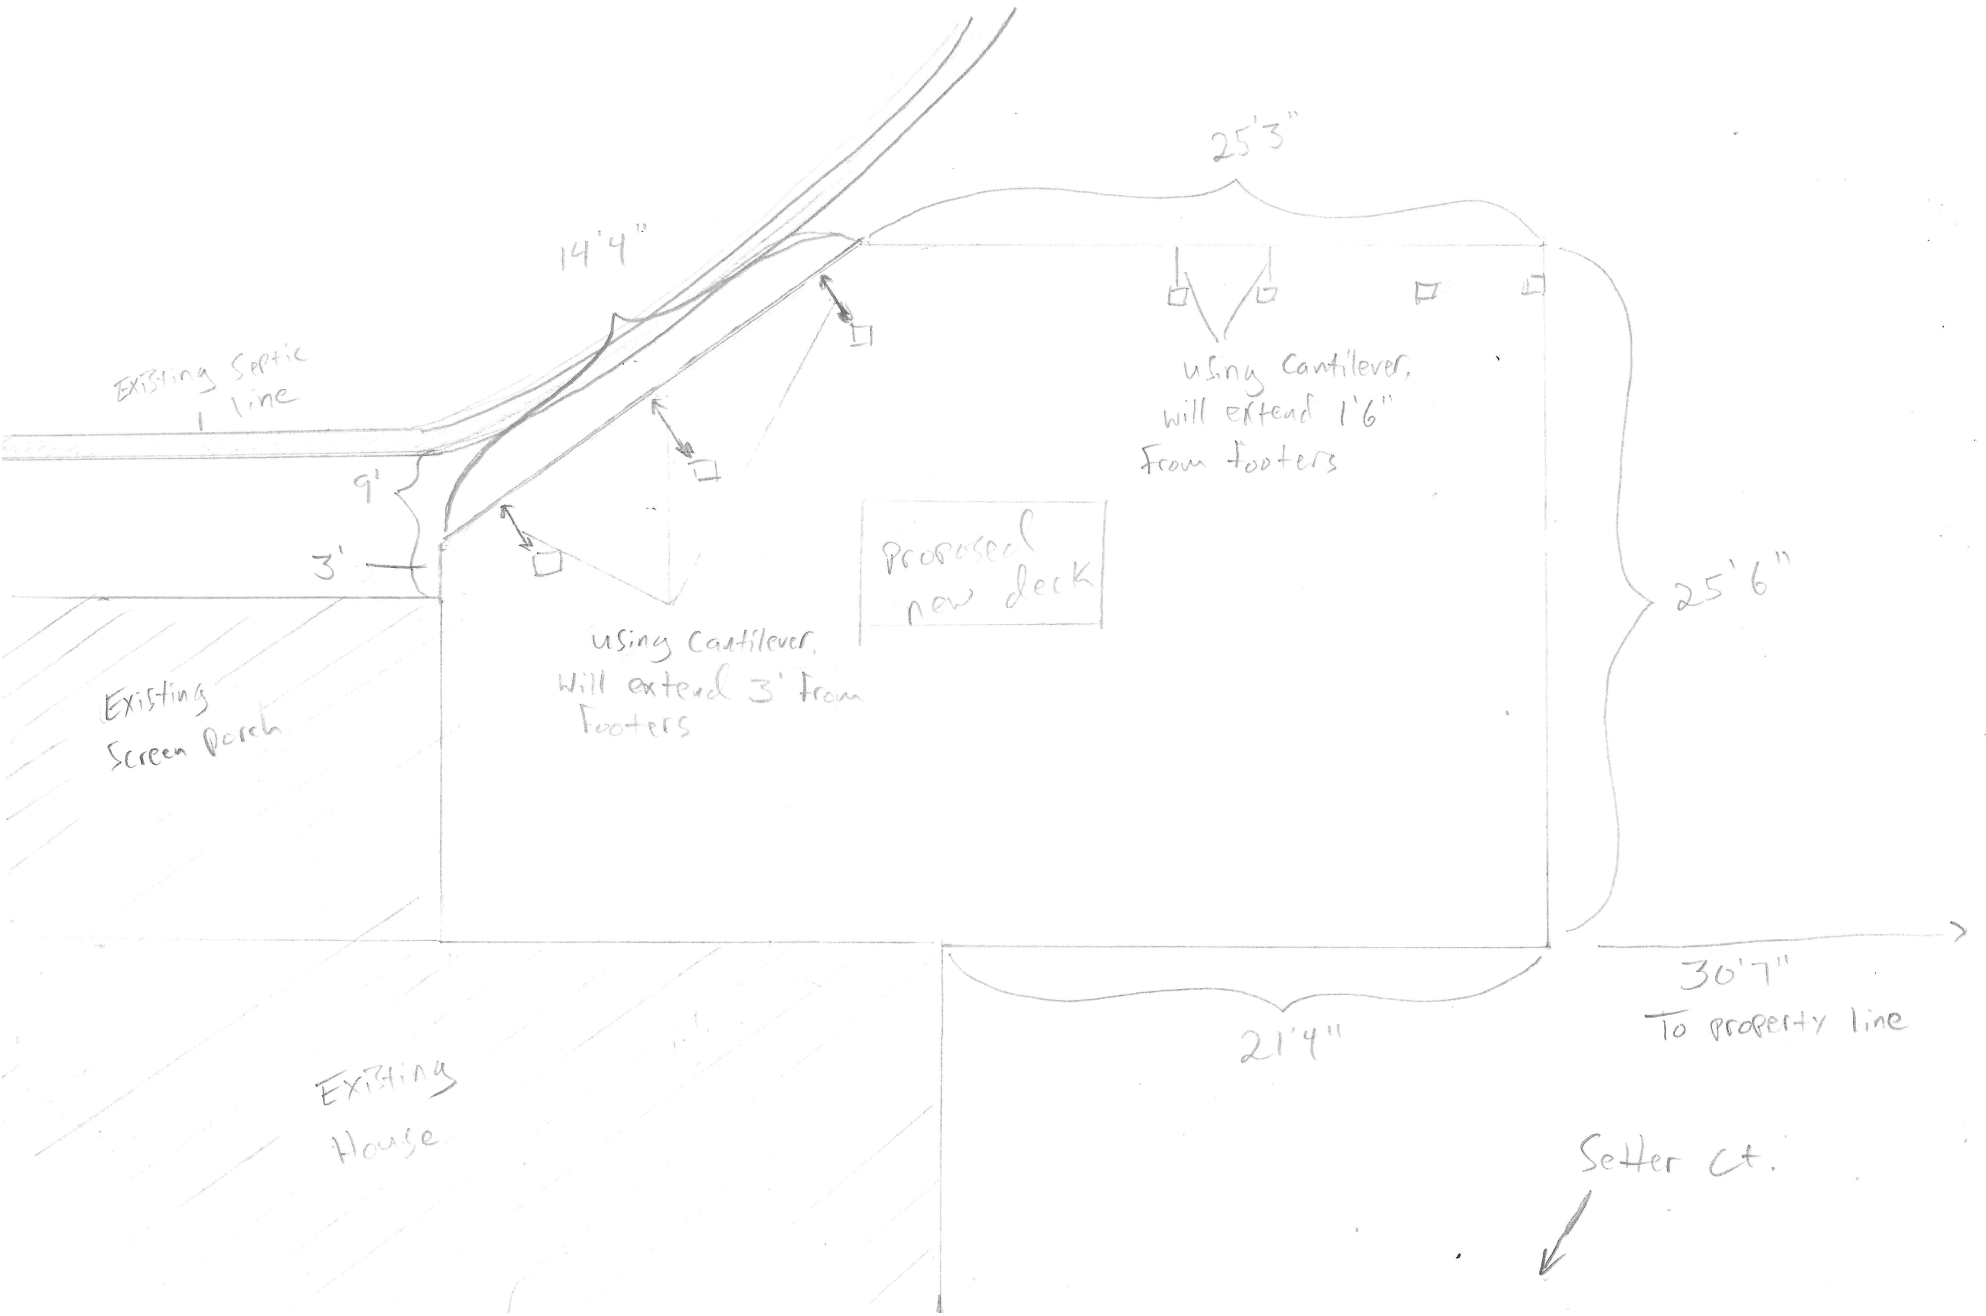 25'3"
14'4"
Existing Septic
line
9'
3'
using cantilever,
will extend 1'6"
From Footers
proposed
new deck
25'6"
using cantilever,
will extend 3' From
Footers
Existing
Screen Porch
30'7"
To property line
21'4"
Existing
House
Setter Ct.